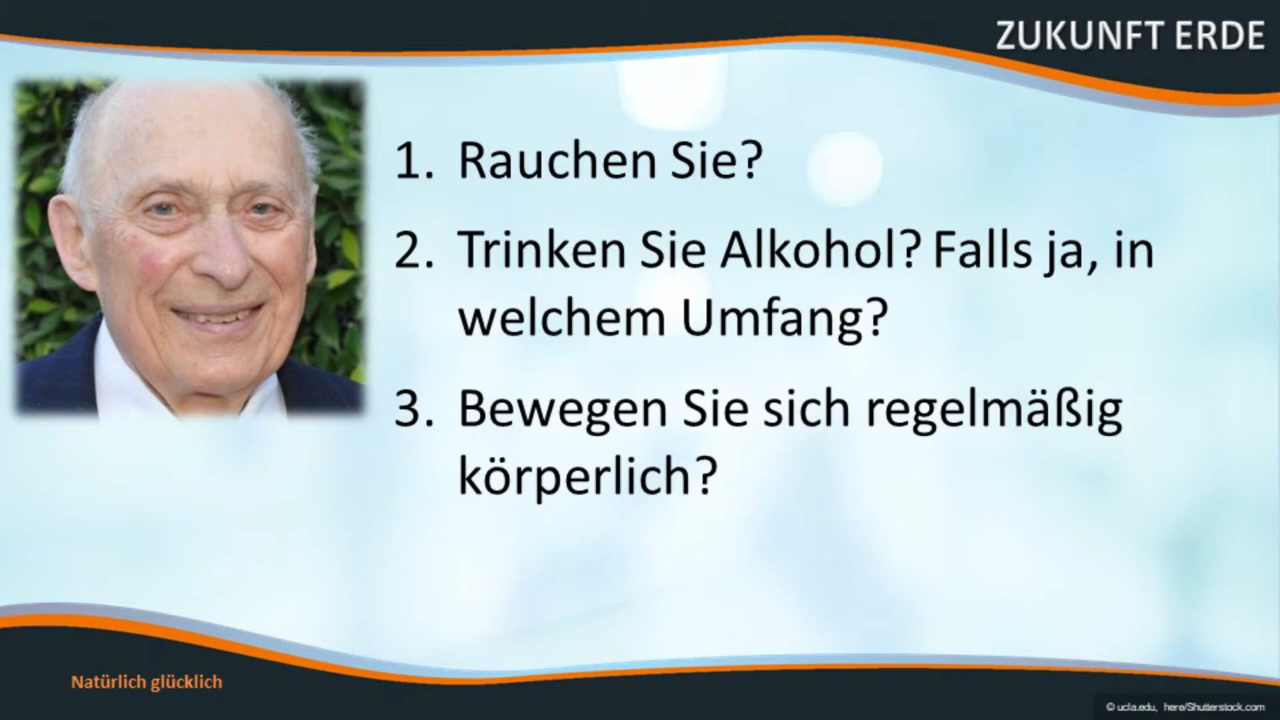 ZUKUNFT ERDE
1. Rauchen Sie?
2. Trinken Sie Alkohol? Falls ja, in
welchem Umfang?
3. Bewegen Sie sich regelmäßig
körperlich?
Natürlich glücklich
© ucla.edu, here/Shutterstock.com